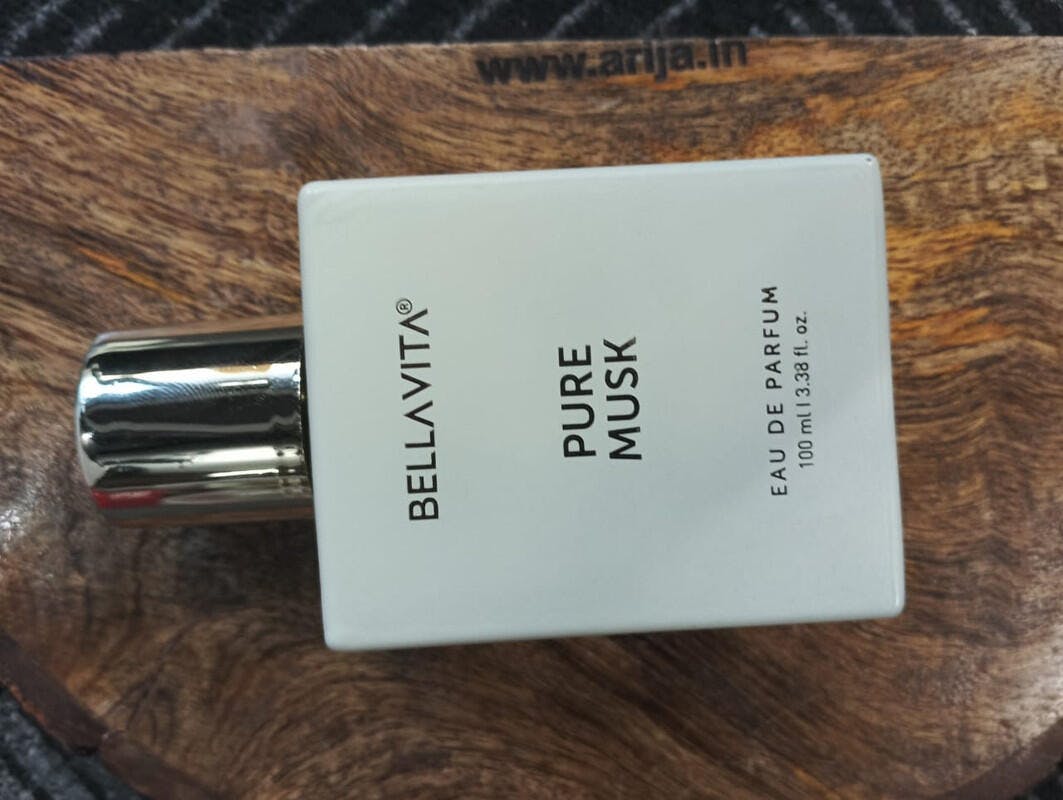 www.arija.in
BELLAVITA®
PURE
MUSK
EAU DE PARFUM
100 ml | 3.38 fl. oz.